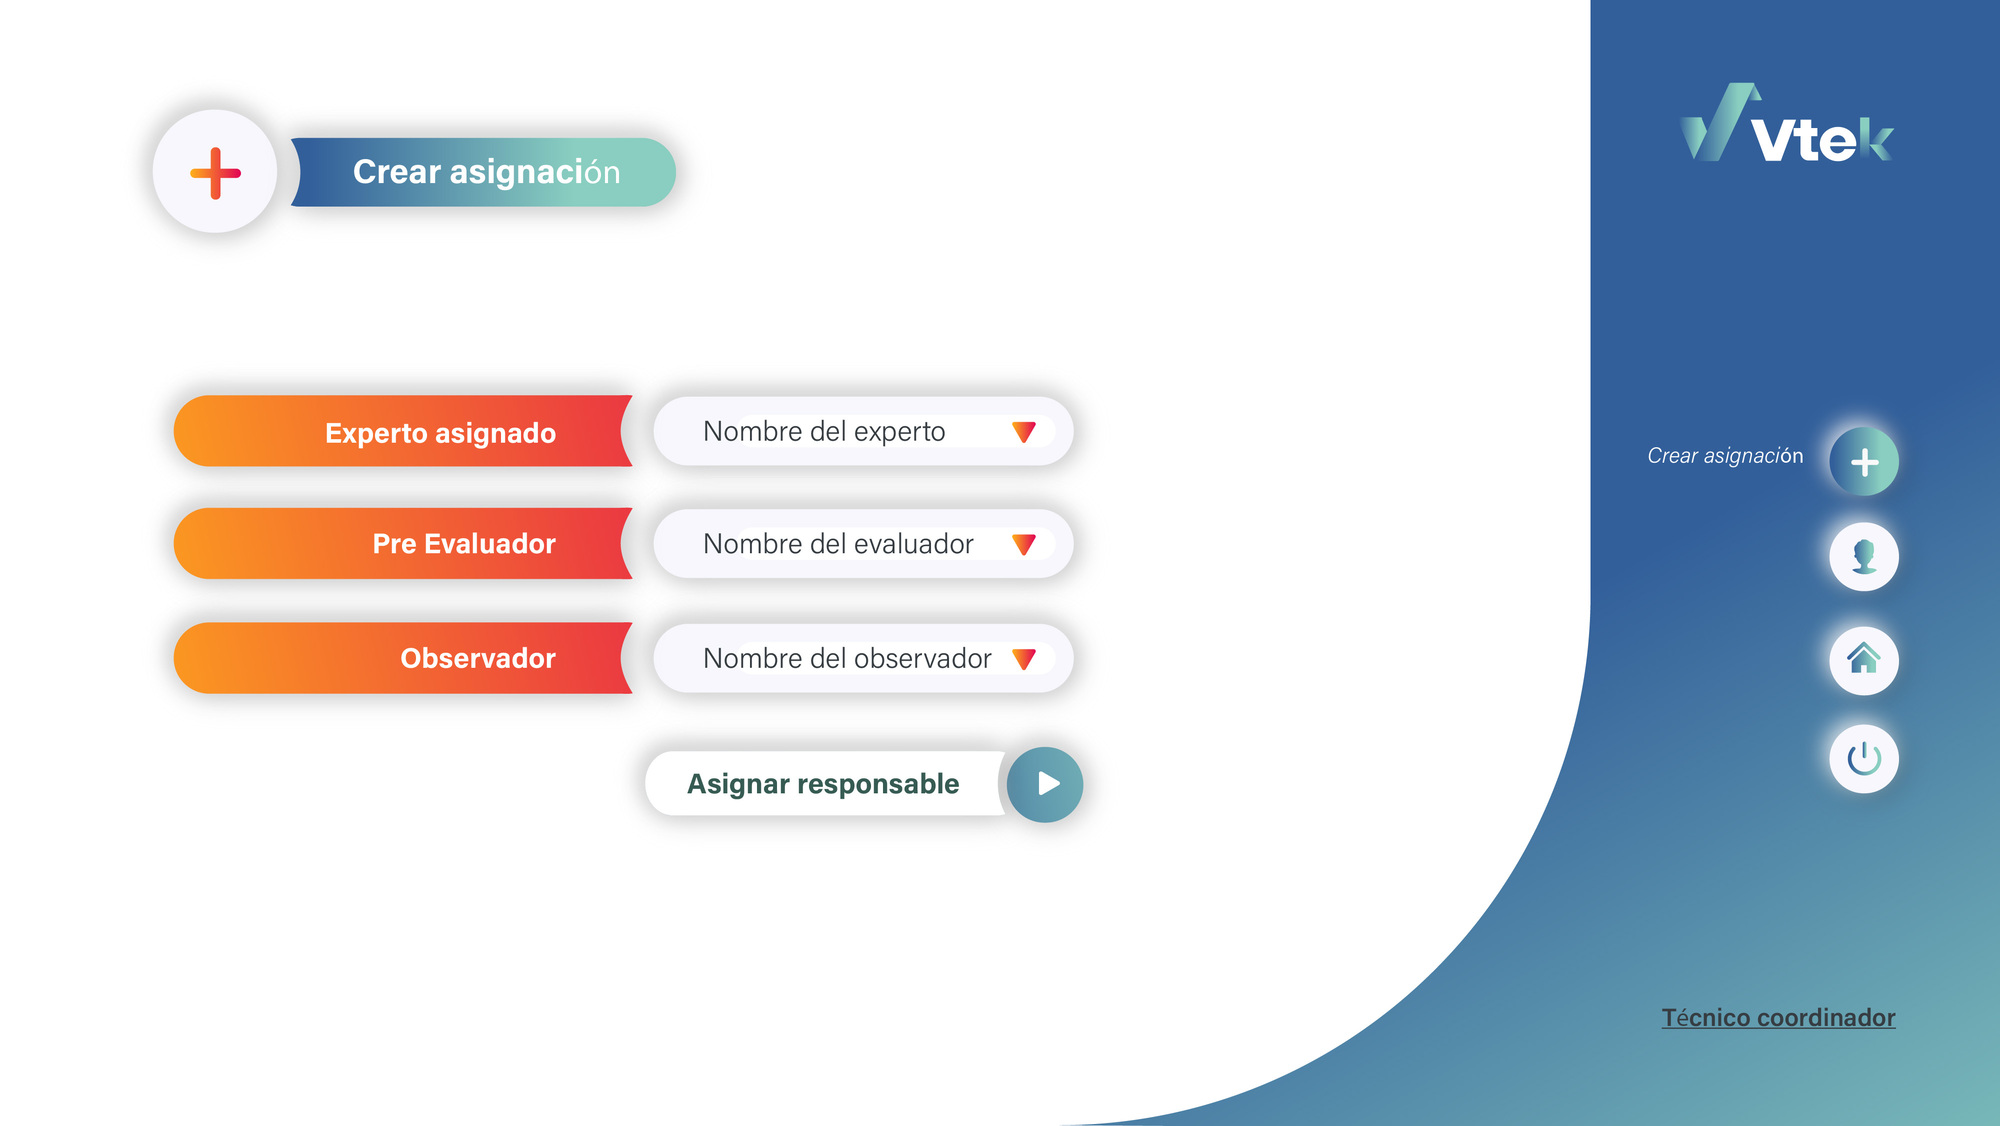 Crear asignación
Vtek
Experto asignado
Nombre del experto
Crear asignación
Pre Evaluador
Nombre del evaluador
Observador
Nombre del observador
Asignar responsable
Técnico coordinador